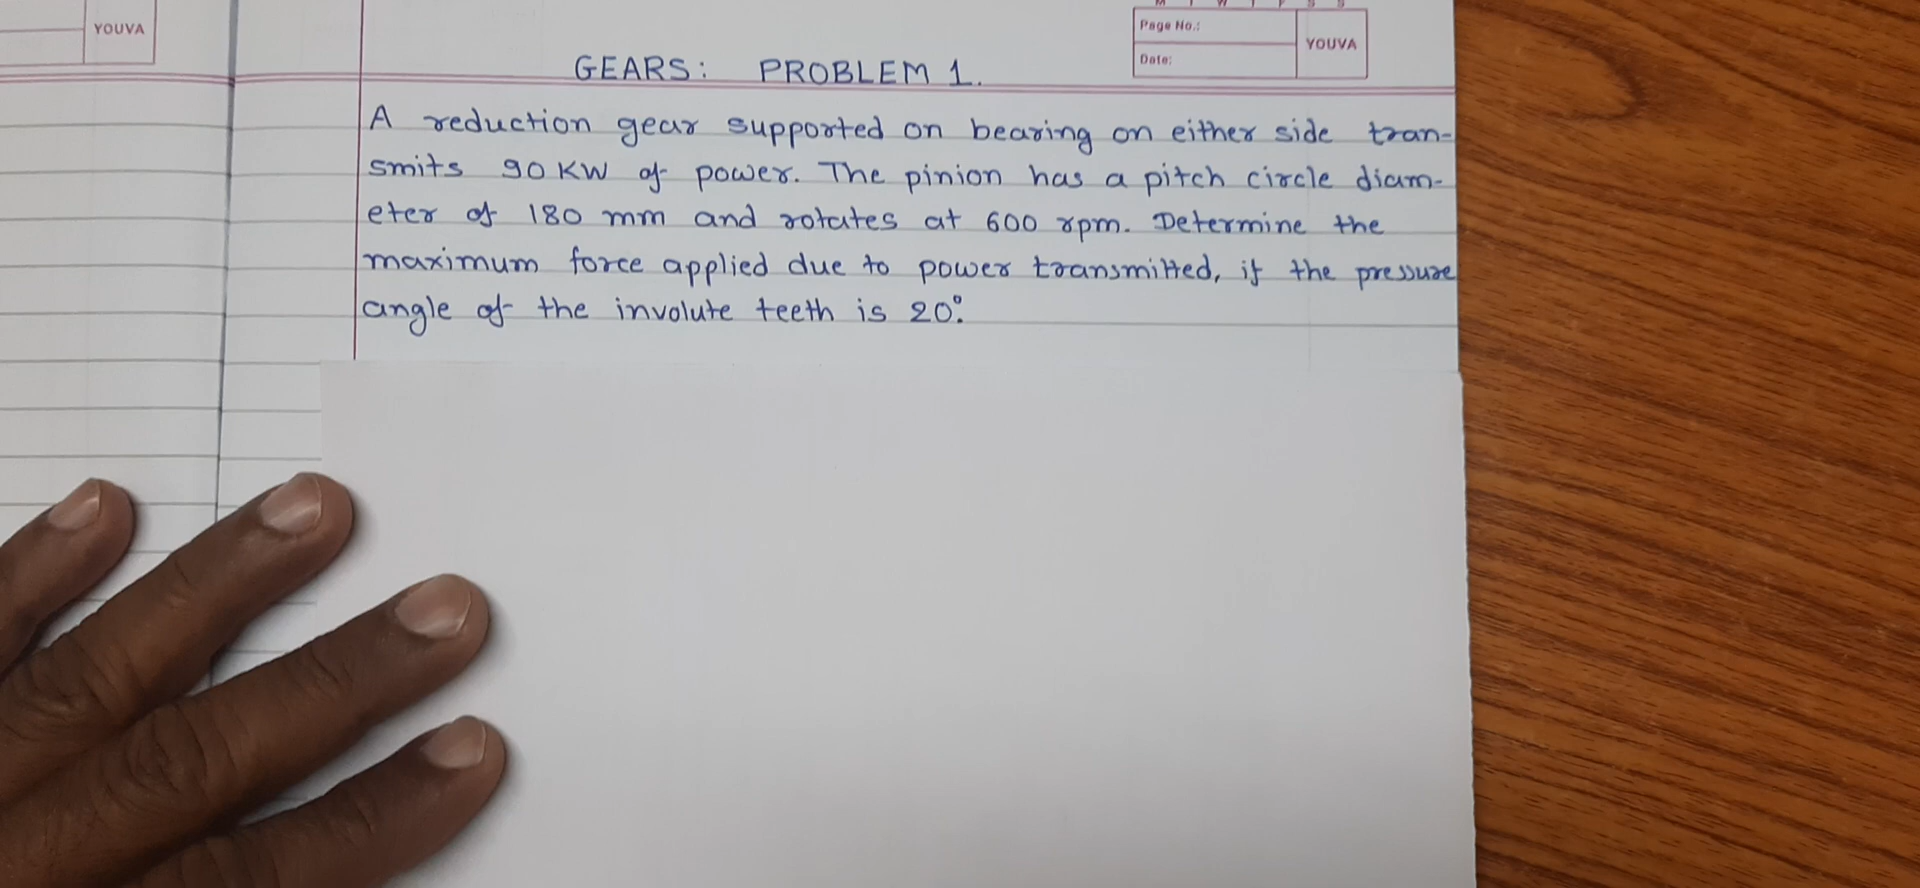 YOUVA
Page No.:
YOUVA
Date:
GEARS: PROBLEM 1.
A reduction gear supported on bearing on either side tran-
smits 90 KW of power. The pinion has a pitch circle diam-
eter of 180 mm and rotates at 600 rpm. Determine the
maximum force applied due to power transmitted, if the pressure
angle of the involute teeth is 20°.